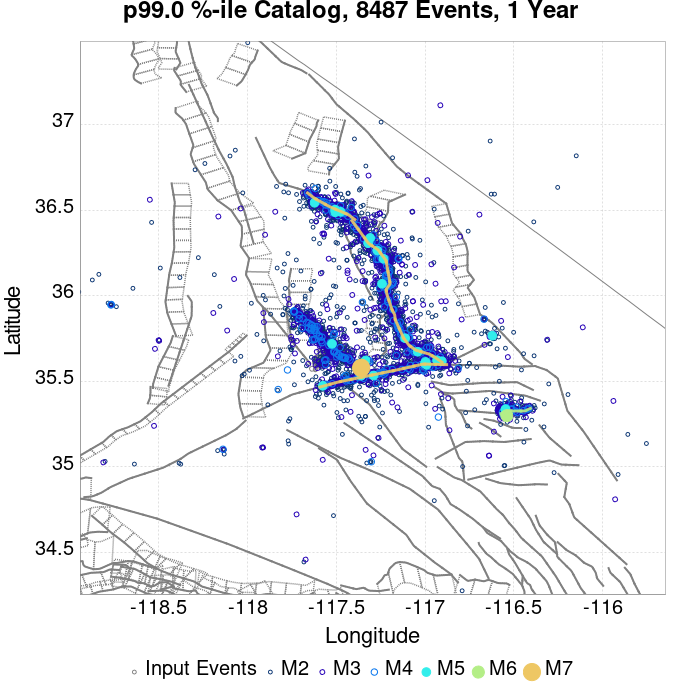 p99.0 %-ile Catalog, 8487 Events, 1 Year
37
36.5
36
35.5
35
34.5
Latitude
-118.5 -118 -117.5 -117 -116.5 -116
Longitude
Input Events M2 M3 M4 M5 M6 M7